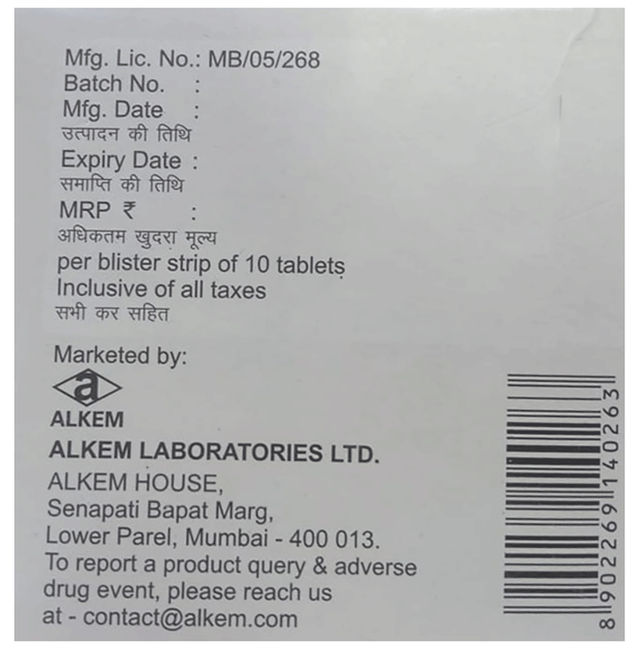 Mfg. Lic. No.: MB/05/268
Batch No. :
Mfg. Date :
उत्पादन की तिथि
Expiry Date :
समाप्ति की तिथि
MRP ₹ :
अधिकतम खुदरा मूल्य
per blister strip of 10 tablets
Inclusive of all taxes
सभी कर सहित
Marketed by:
a
ALKEM
ALKEM LABORATORIES LTD.
ALKEM HOUSE,
Senapati Bapat Marg,
Lower Parel, Mumbai - 400 013.
To report a product query & adverse
drug event, please reach us
at - contact@alkem.com
8902269140263